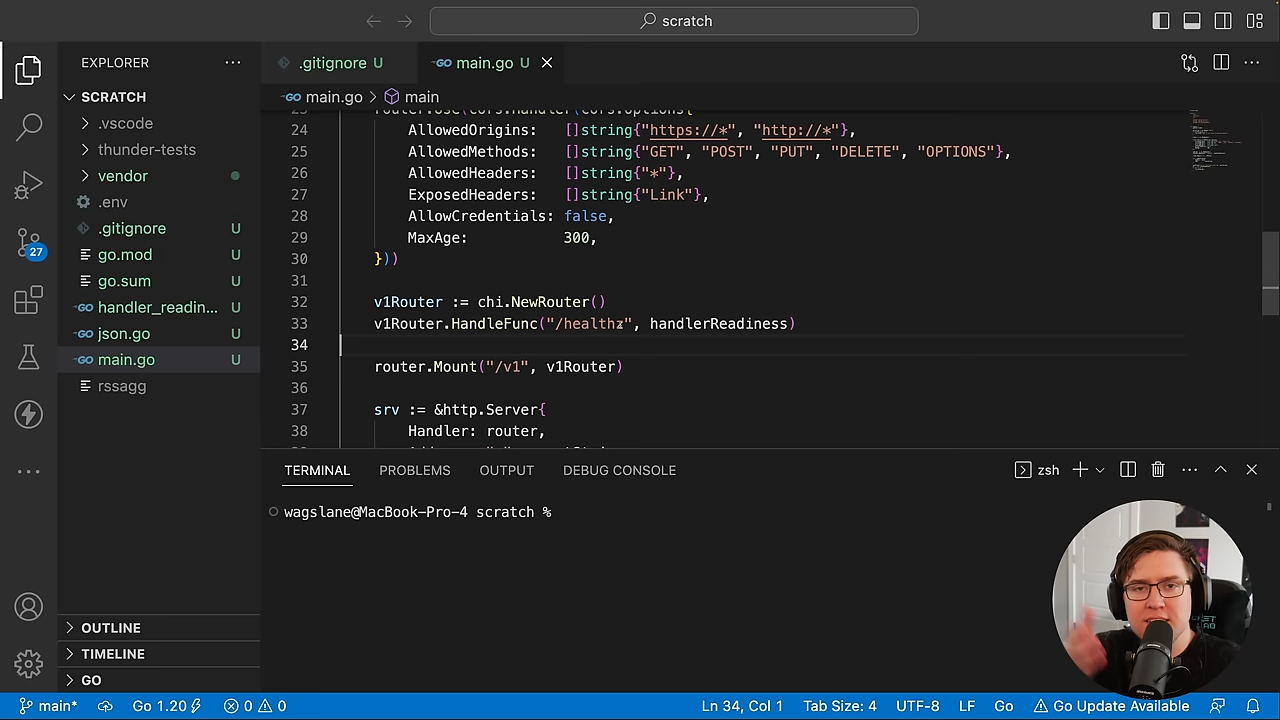 scratch
EXPLORER
.gitignore U
main.go U
SCRATCH
main.go > main
.vscode
24 AllowedOrigins: []string{"https://*", "http://*"},
thunder-tests
25 AllowedMethods: []string{"GET", "POST", "PUT", "DELETE", "OPTIONS"},
vendor
26 AllowedHeaders: []string{"*"},
.env
27 ExposedHeaders: []string{"Link"},
.gitignore U
28 AllowCredentials: false,
go.mod U
29 MaxAge: 300,
27
30 }))
go.sum U
31
handler_readin... U
32 v1Router := chi.NewRouter()
json.go U
33 v1Router.HandleFunc("/healthz", handlerReadiness)
34
main.go U
35 router.Mount("/v1", v1Router)
rssagg
36
37 srv := &http.Server{
38 Handler: router,
TERMINAL PROBLEMS OUTPUT DEBUG CONSOLE zsh
wagslane@MacBook-Pro-4 scratch %
OUTLINE
TIMELINE
GO
main* Go 1.20 0 0 Ln 34, Col 1 Tab Size: 4 UTF-8 LF Go Go Update Available